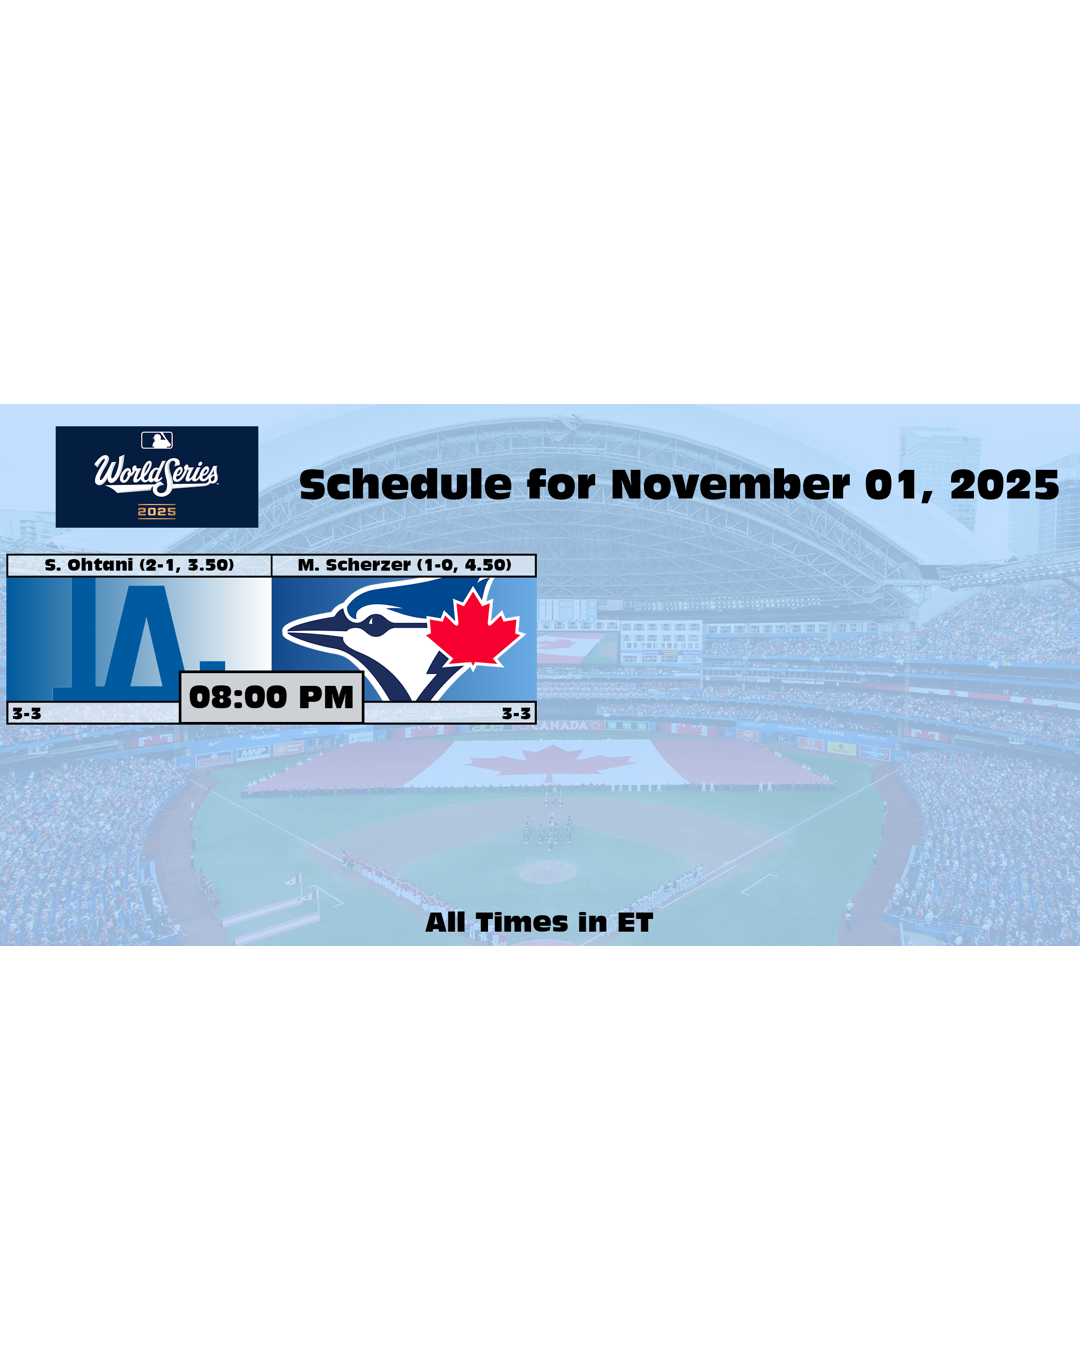 World Series
2025
Schedule for November 01, 2025
S. Ohtani (2-1, 3.50)
M. Scherzer (1-0, 4.50)
LA
08:00 PM
3-3
3-3
CANADA
All Times in ET